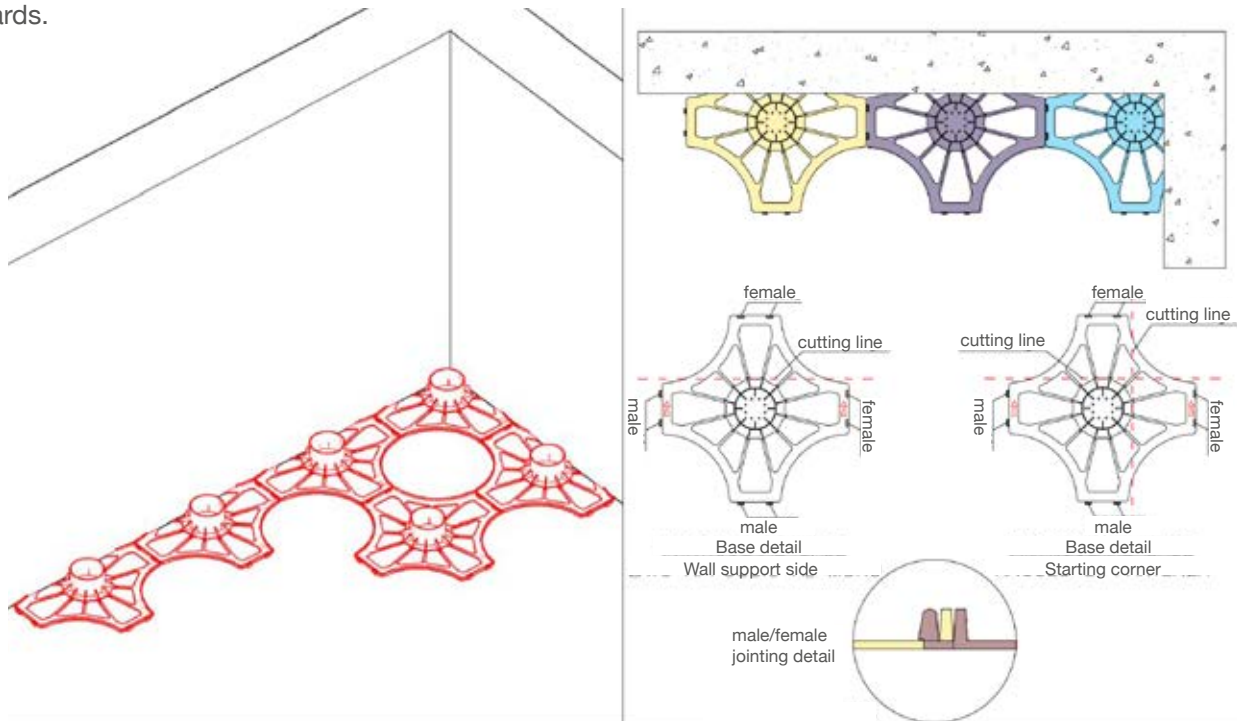 ards.
female
female
cutting line
cutting line
cutting line
male
female
male
female
male
male
Base detail
Wall support side
Base detail
Starting corner
male/female
jointing detail